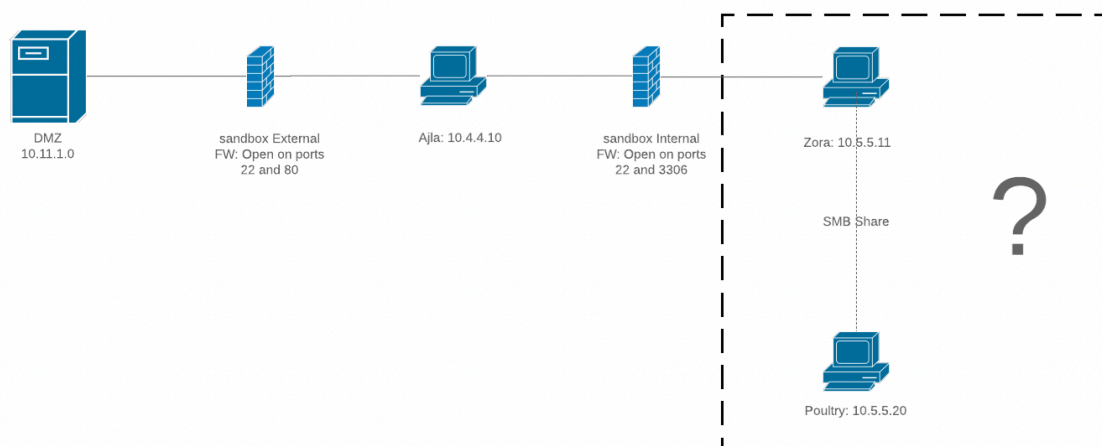 DMZ
10.11.1.0
sandbox External
FW: Open on ports
22 and 80
Ajla: 10.4.4.10
sandbox Internal
FW: Open on ports
22 and 3306
Zora: 10.5.5.11
SMB Share
?
Poultry: 10.5.5.20